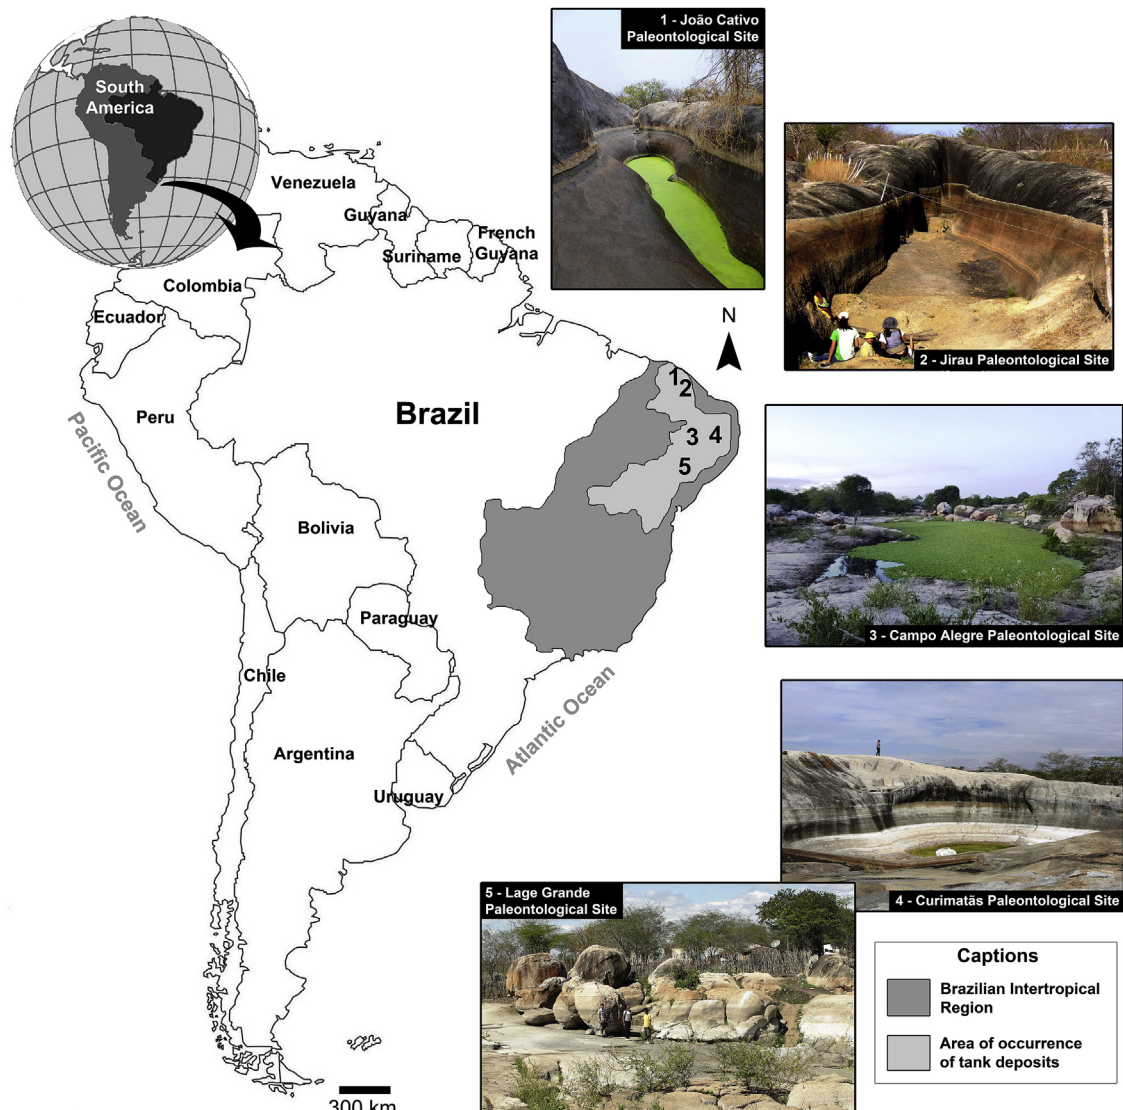 South
America
1 - João Cativo
Paleontological Site
Venezuela
Guyana
French
Guyana
Suriname
Colombia
Ecuador
N
2 - Jirau Paleontological Site
Peru
Brazil
1
2
3
4
5
Pacific Ocean
Bolivia
Paraguay
3 - Campo Alegre Paleontological Site
Chile
Atlantic Ocean
Argentina
Uruguay
4 - Curimatãs Paleontological Site
5 - Lage Grande
Paleontological Site
Captions
Brazilian Intertropical
Region
Area of occurrence
of tank deposits
300 km